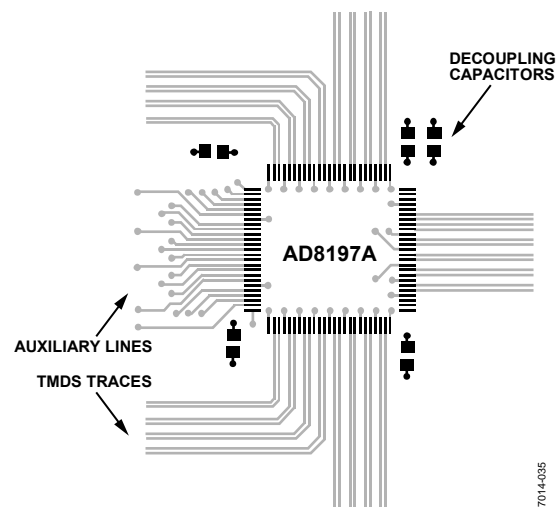 DECOUPLING
CAPACITORS
AD8197A
AUXILIARY LINES
TMDS TRACES
7014-035